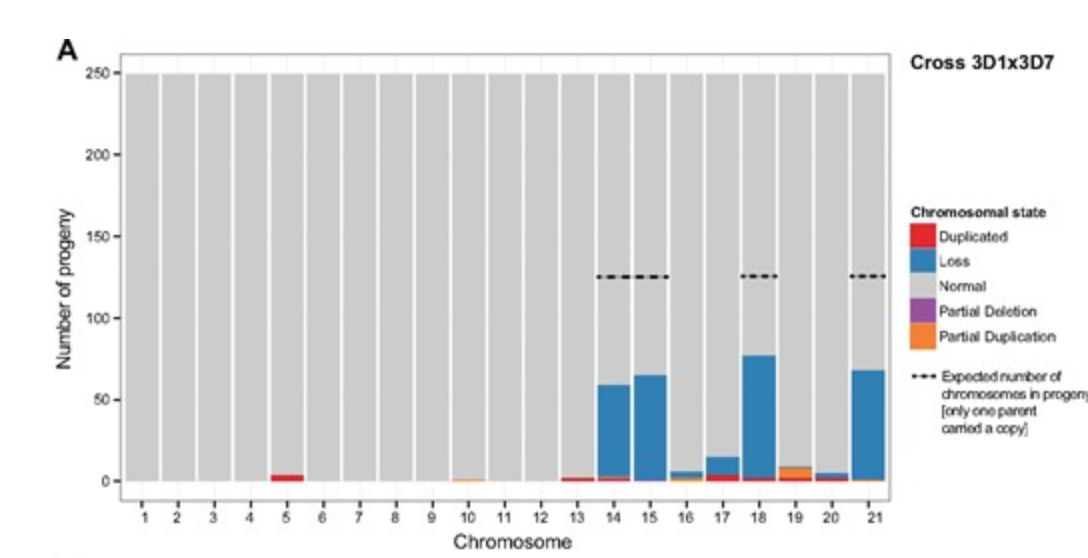 A
Cross 3D1x3D7
250
200
150
100
50
0
Number of progeny
1 2 3 4 5 6 7 8 9 10 11 12 13 14 15 16 17 18 19 20 21
Chromosome
Chromosomal state
Duplicated
Loss
Normal
Partial Deletion
Partial Duplication
Expected number of
chromosomes in progeny
[only one parent
carried a copy]